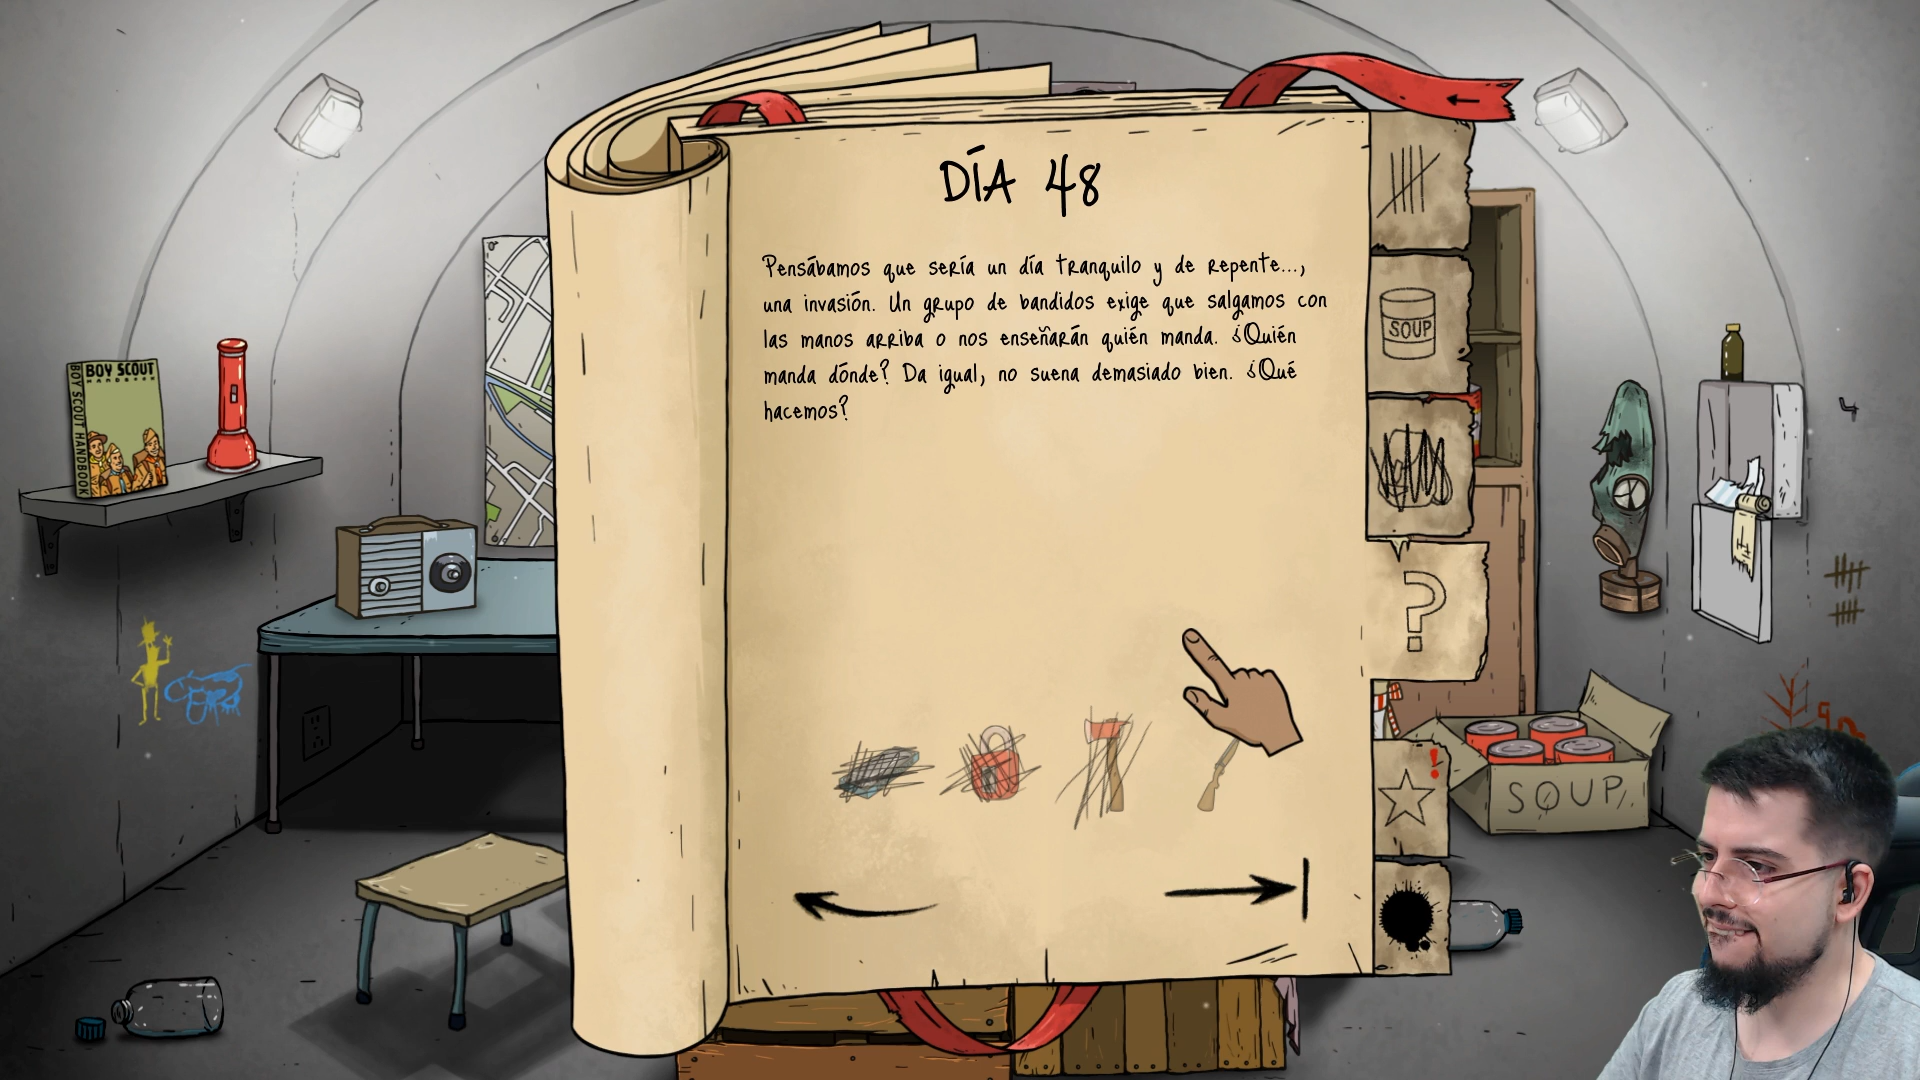 DÍA 48
Pensábamos que sería un día tranquilo y de repente...,
una invasión. Un grupo de bandidos exige que salgamos con
las manos arriba o nos enseñarán quién manda. ¿Quién
manda dónde? Da igual, no suena demasiado bien. ¿Qué
hacemos?
BOY SCOUT
HANDBOOK
BOY SCOUT HANDBOOK
SOUP
?
!
SOUP